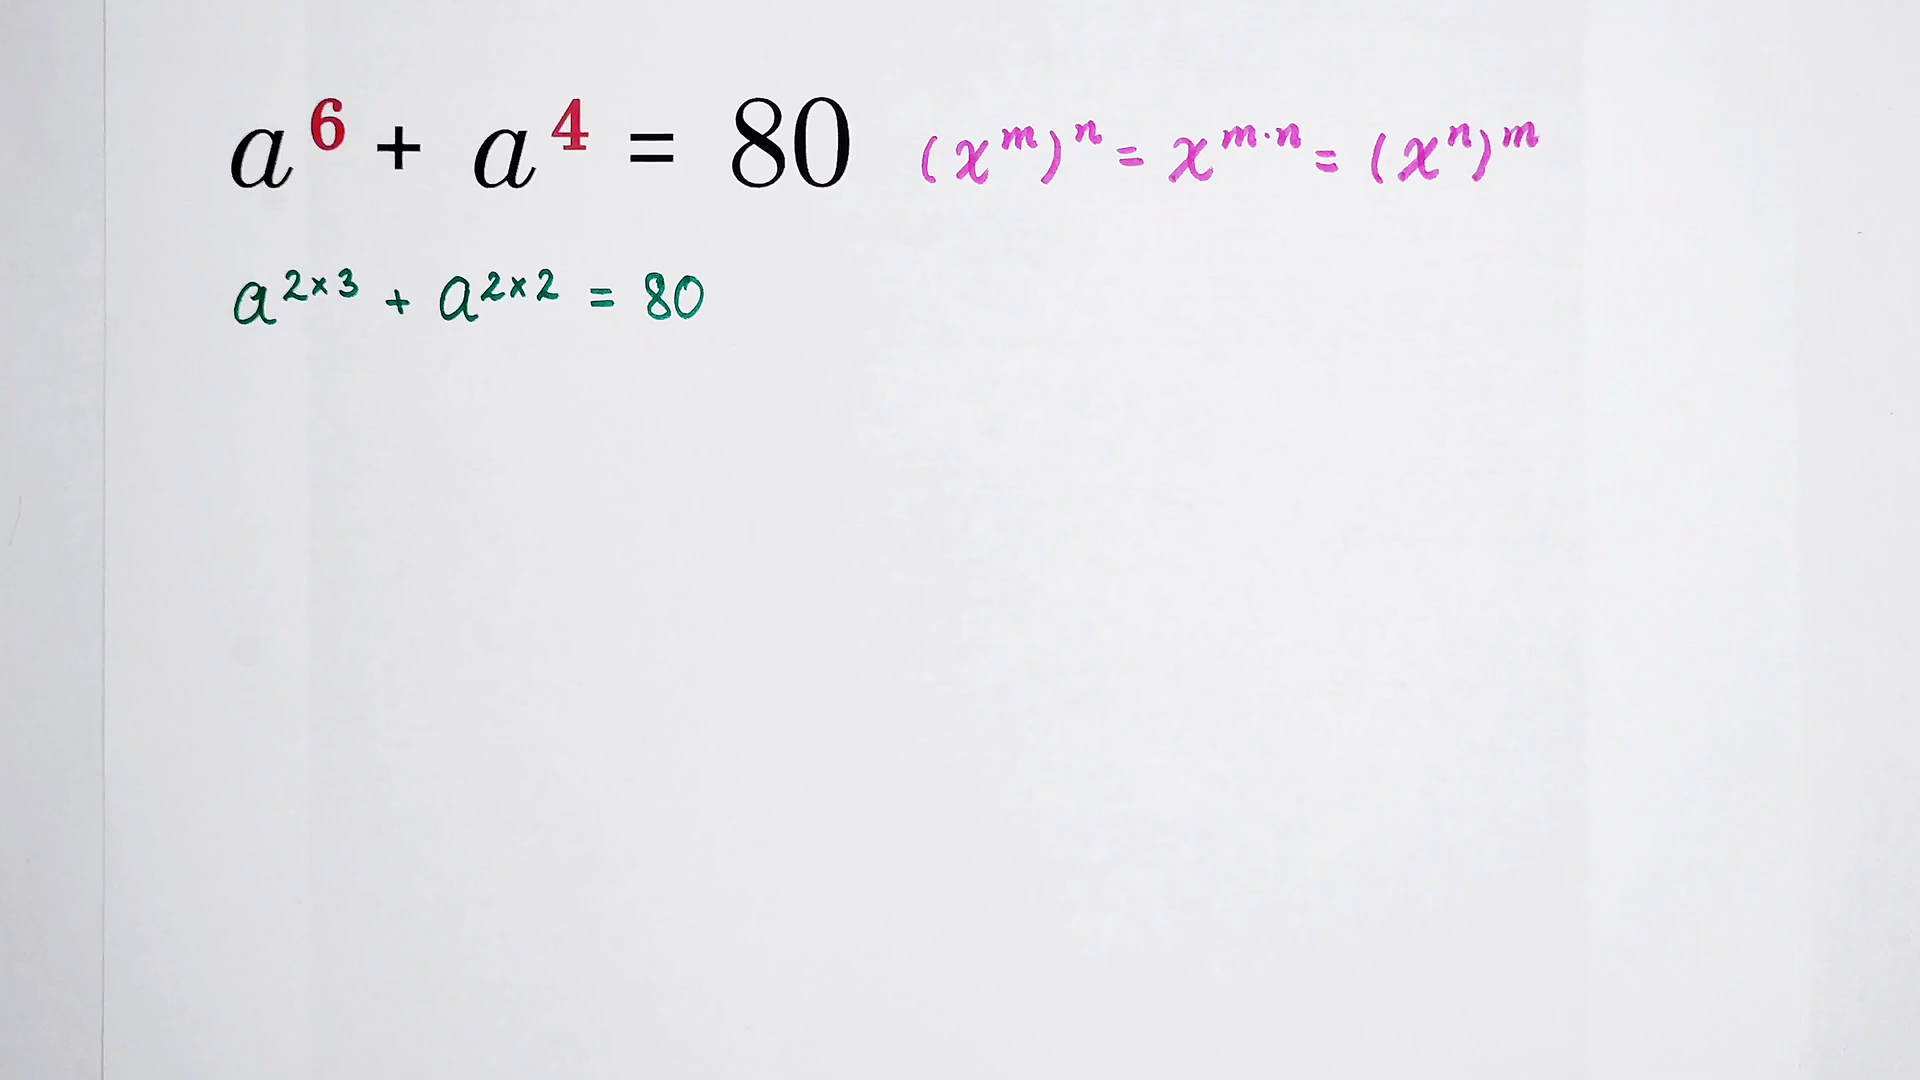 a⁶ + a⁴ = 80 (xᵐ)ⁿ = xᵐ·ⁿ = (xⁿ)ᵐ
a²ˣ³ + a²ˣ² = 80